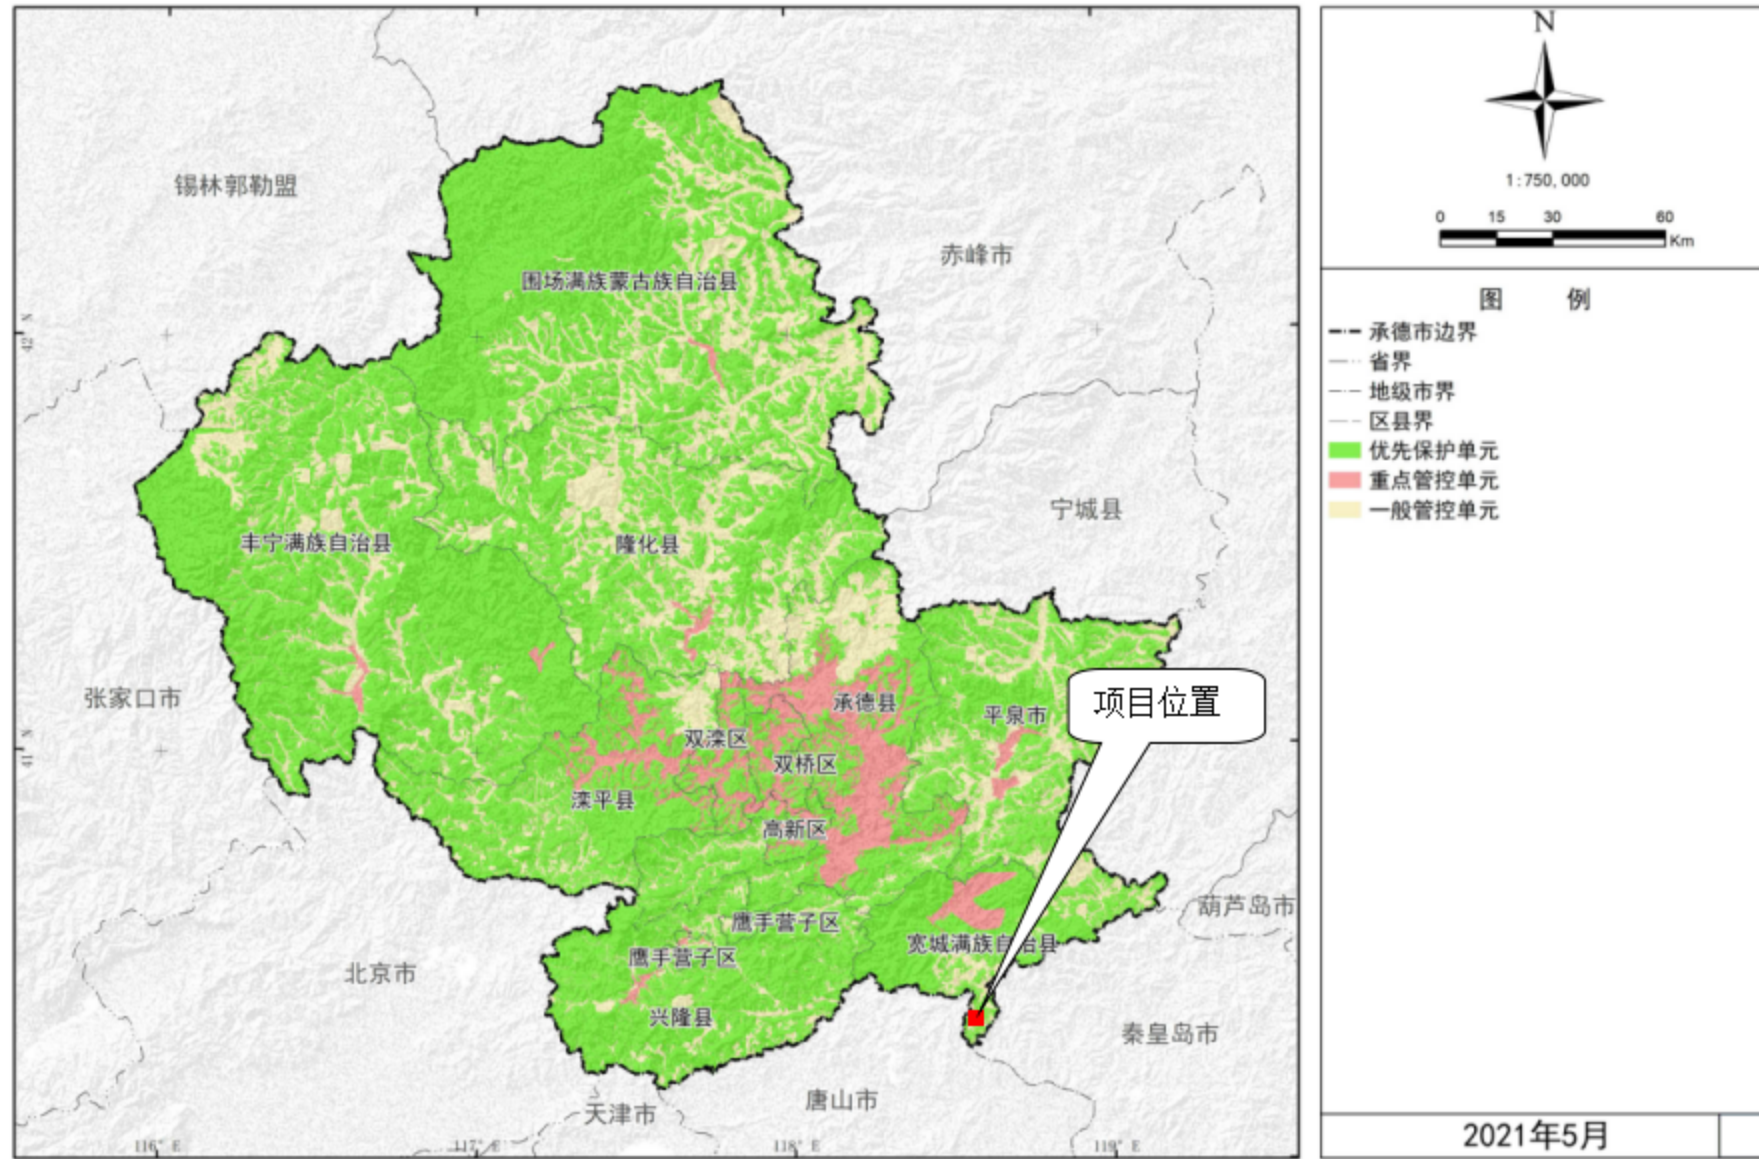 N
1:750,000
0 15 30 60
Km
图 例
承德市边界
省界
地级市界
区县界
优先保护单元
重点管控单元
一般管控单元
2021年5月
锡林郭勒盟
赤峰市
围场满族蒙古族自治县
42° N
宁城县
丰宁满族自治县
隆化县
张家口市
承德县
平泉市
项目位置
双滦区
41° N
双桥区
滦平县
高新区
葫芦岛市
鹰手营子区
宽城满族自治县
鹰手营子区
北京市
兴隆县
秦皇岛市
唐山市
天津市
116° E
117° E
118° E
119° E